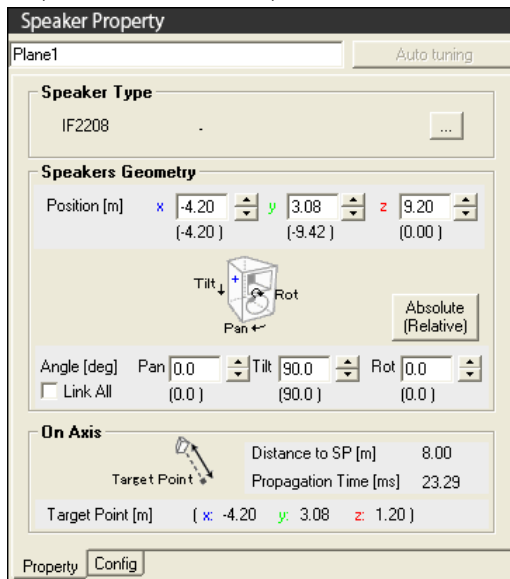 Speaker Property
Plane1 Auto tuning
Speaker Type
IF2208 - ...
Speakers Geometry
Position [m] x -4.20 y 3.08 z 9.20
(-4.20 ) (-9.42 ) (0.00 )
Tilt
Rot
Pan
Absolute
(Relative)
Angle [deg] Pan 0.0 Tilt 90.0 Rot 0.0
Link All (0.0 ) (90.0 ) (0.0 )
On Axis
Distance to SP [m] 8.00
Target Point Propagation Time [ms] 23.29
Target Point [m] ( x: -4.20 y: 3.08 z: 1.20 )
Property Config